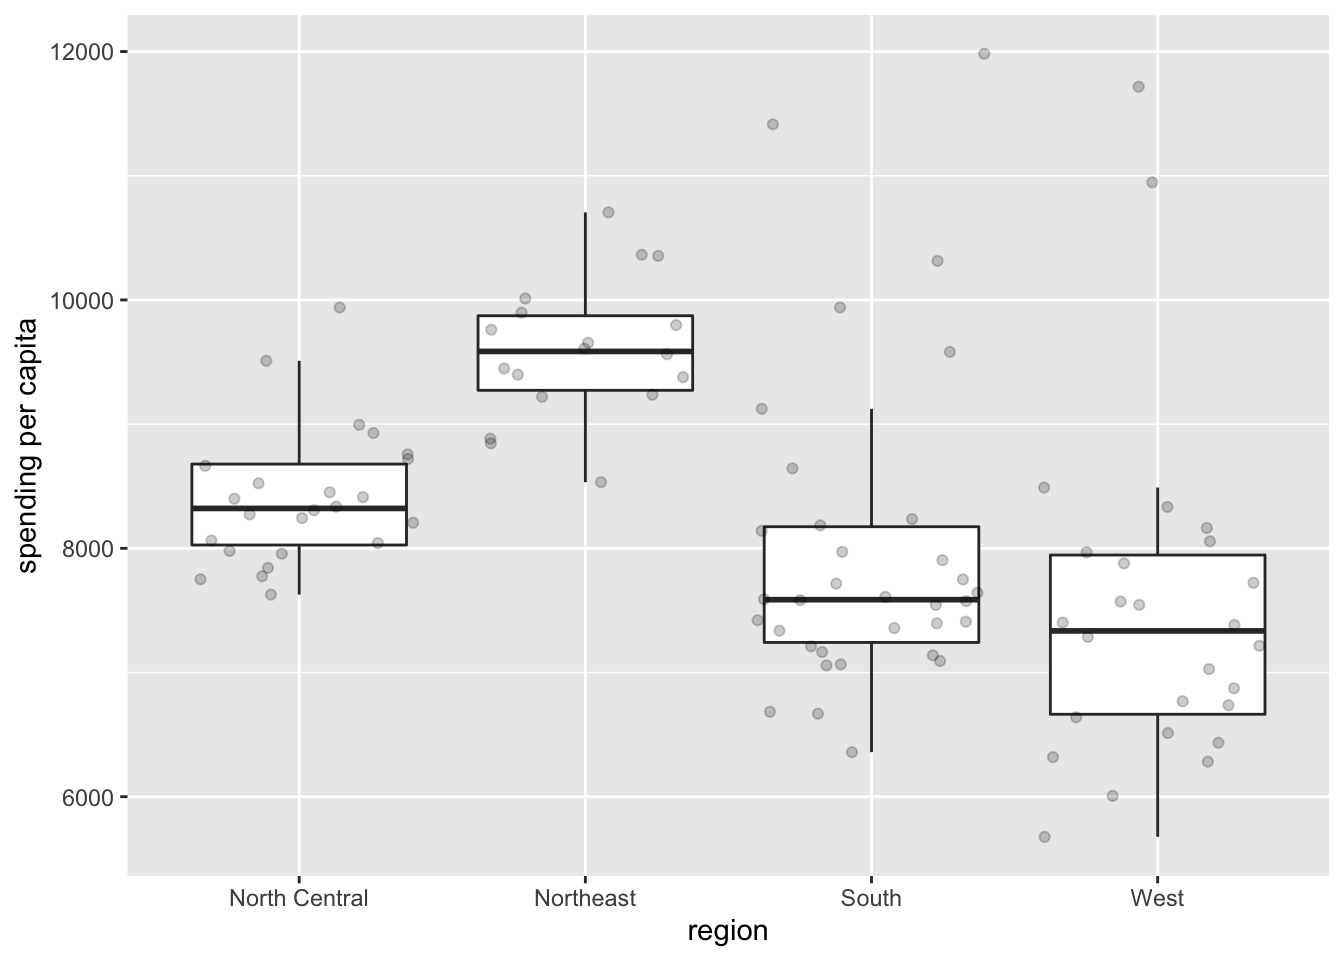 spending per capita
12000
10000
8000
6000
North Central
Northeast
South
West
region